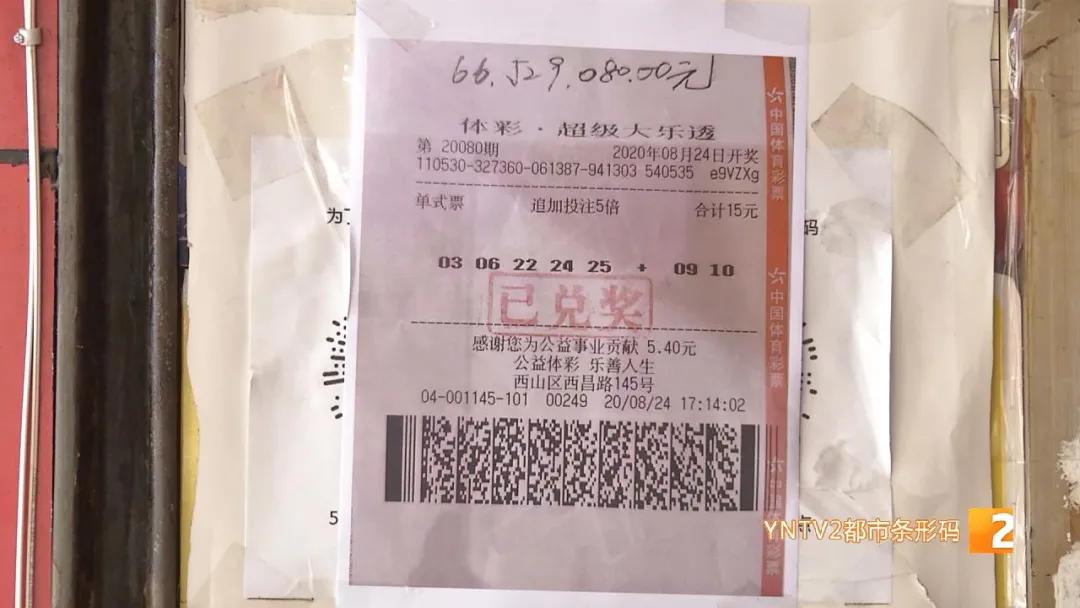 66,529,080.00元
体彩·超级大乐透
第 20080期 2020年08月24日开奖
110530-327360-061387-941303 540535 e9VZXg
单式票 追加投注5倍 合计15元
03 06 22 24 25 + 09 10
已兑奖
感谢您为公益事业贡献 5.40元
公益体彩 乐善人生
西山区西昌路145号
04-001145-101 00249 20/08/24 17:14:02
中国体育彩票
中国体育彩票
为了
码
5
点
YNTV2都市条形码 2